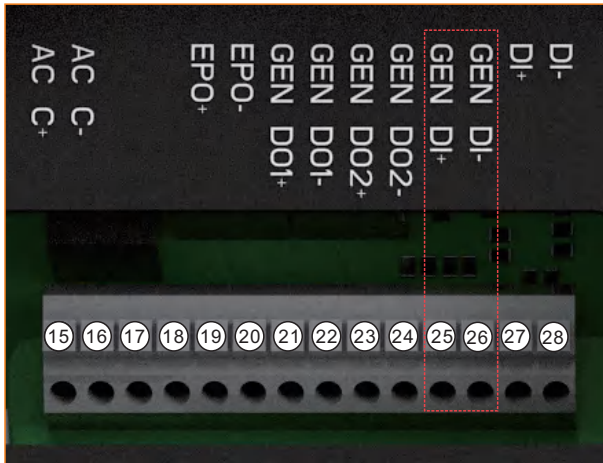 AC C+
AC C-
EPO+
EPO-
GEN DO1+
GEN DO1-
GEN DO2+
GEN DO2-
GEN DI+
GEN DI-
DI+
DI-
15 16 17 18 19 20 21 22 23 24 25 26 27 28